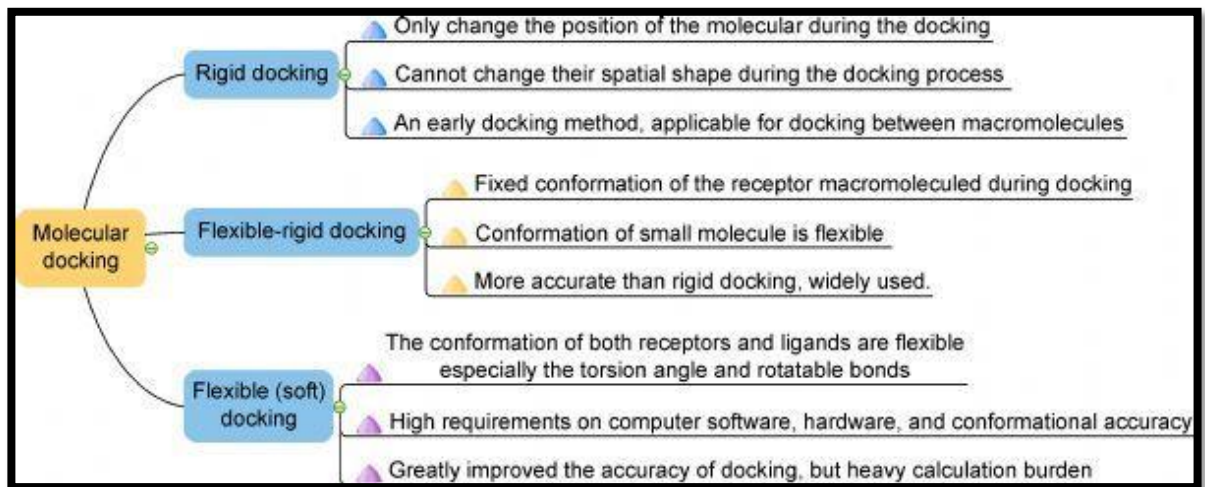 Only change the position of the molecular during the docking
Rigid docking
Cannot change their spatial shape during the docking process
An early docking method, applicable for docking between macromolecules
Fixed conformation of the receptor macromoleculed during docking
Molecular
docking
Flexible-rigid docking
Conformation of small molecule is flexible
More accurate than rigid docking, widely used.
The conformation of both receptors and ligands are flexible
especially the torsion angle and rotatable bonds
Flexible (soft)
docking
High requirements on computer software, hardware, and conformational accuracy
Greatly improved the accuracy of docking, but heavy calculation burden